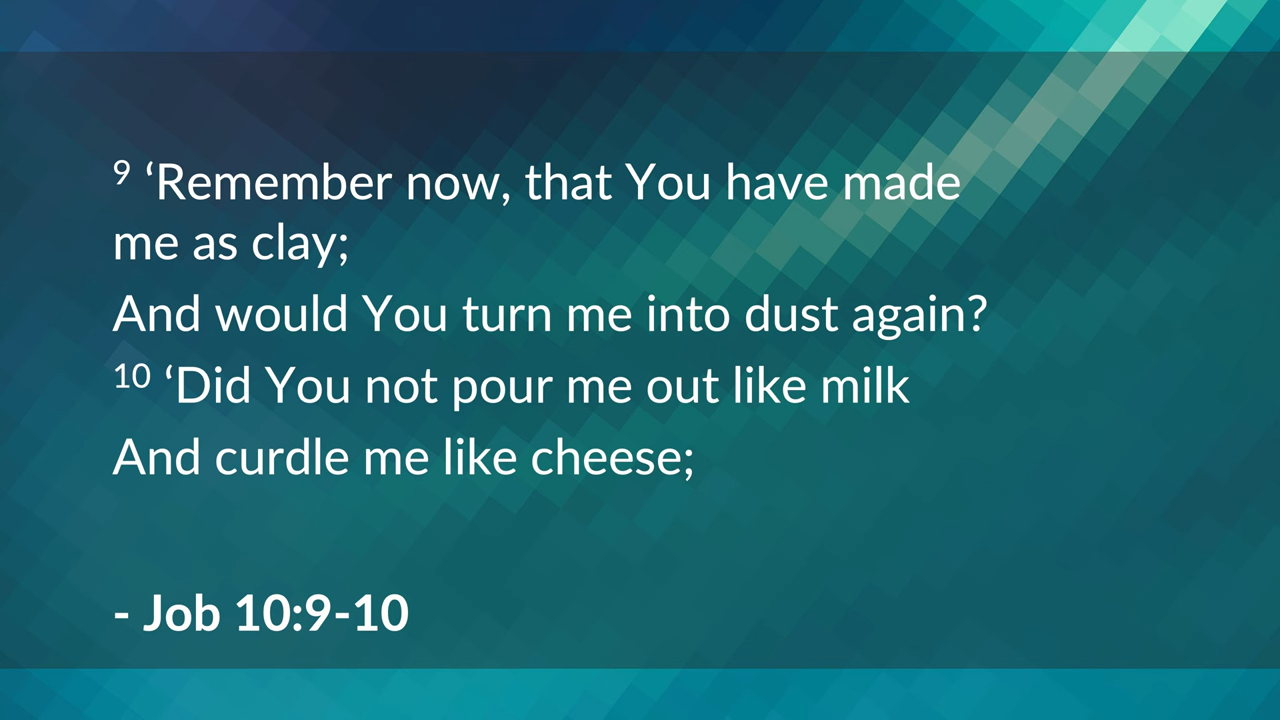 9 ‘Remember now, that You have made
me as clay;
And would You turn me into dust again?
10 ‘Did You not pour me out like milk
And curdle me like cheese;
- Job 10:9-10